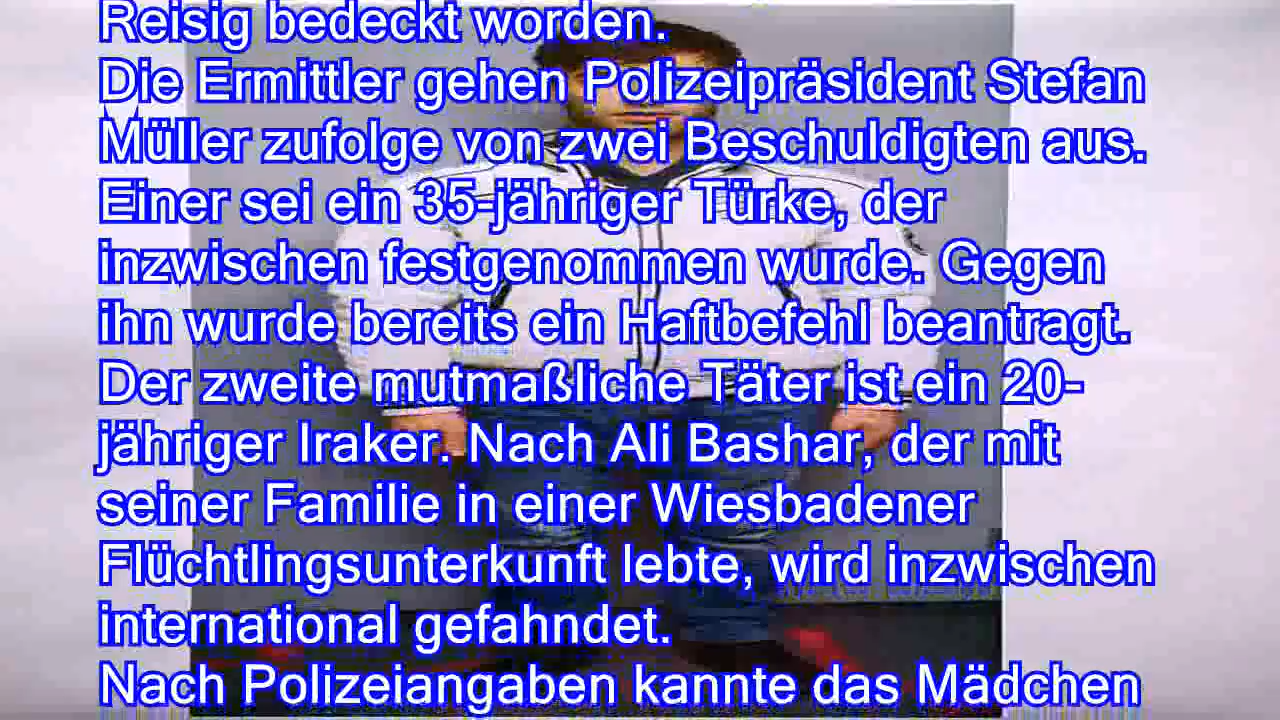 Reisig bedeckt worden.
Die Ermittler gehen Polizeipräsident Stefan
Müller zufolge von zwei Beschuldigten aus.
Einer sei ein 35-jähriger Türke, der
inzwischen festgenommen wurde. Gegen
ihn wurde bereits ein Haftbefehl beantragt.
Der zweite mutmaßliche Täter ist ein 20-
jähriger Iraker. Nach Ali Bashar, der mit
seiner Familie in einer Wiesbadener
Flüchtlingsunterkunft lebte, wird inzwischen
international gefahndet.
Nach Polizeiangaben kannte das Mädchen